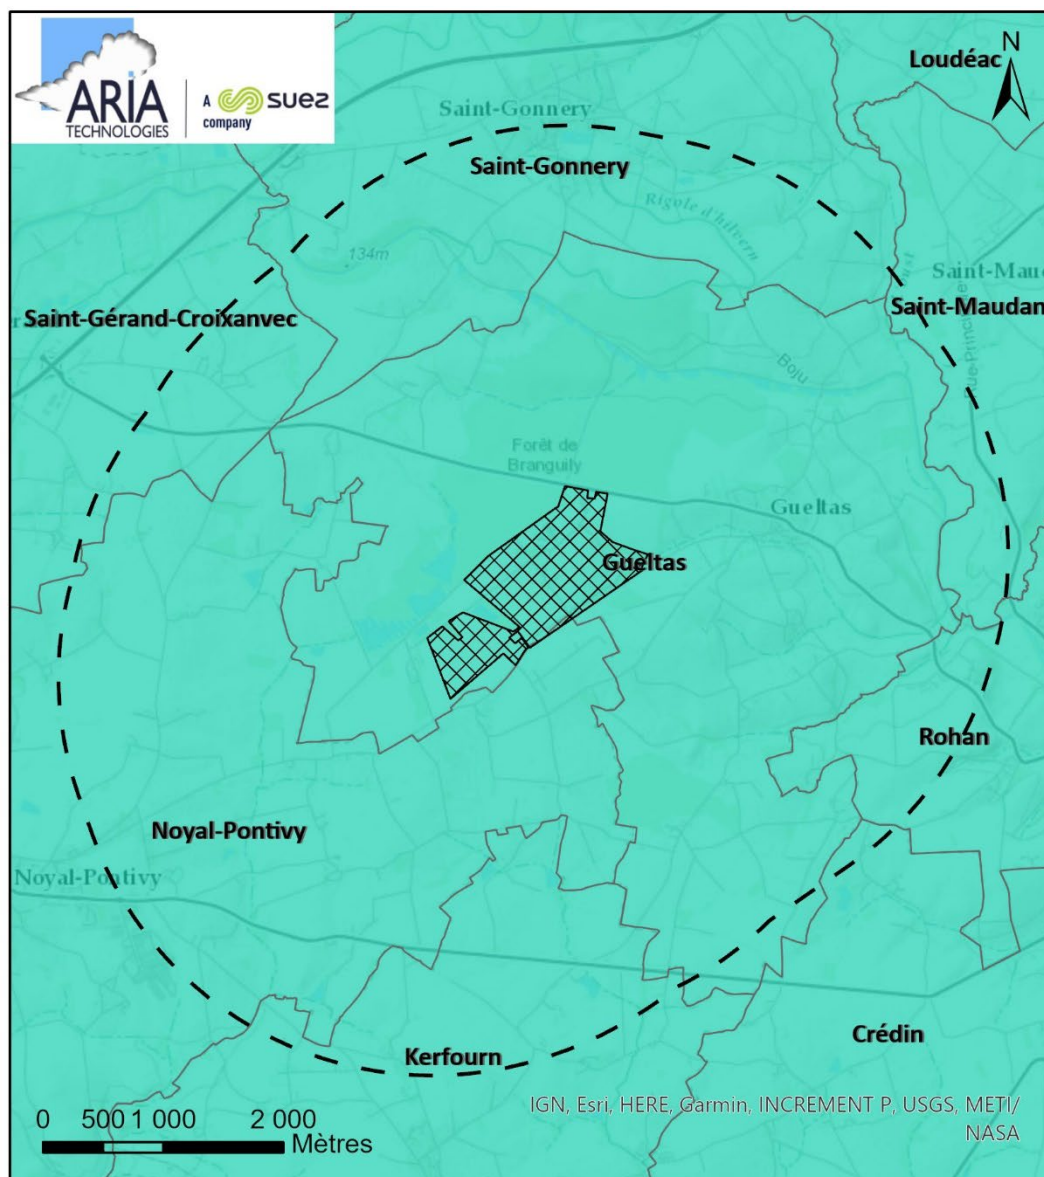 ARIA
TECHNOLOGIES
A
company
suez
Loudéac
N
Saint-Gonnery
Saint-Gonnery
Rigole d'hilvern
134m
Saint-Gérand-Croixanvec
Saint-Maud
Saint-Maudan
Boju
Forêt de
Branguily
Gueltas
Gueltas
Rohan
Noyal-Pontivy
Noyal-Pontivy
Crédin
Kerfourn
0 500 1 000 2 000
Mètres
IGN, Esri, HERE, Garmin, INCREMENT P, USGS, METI/
NASA